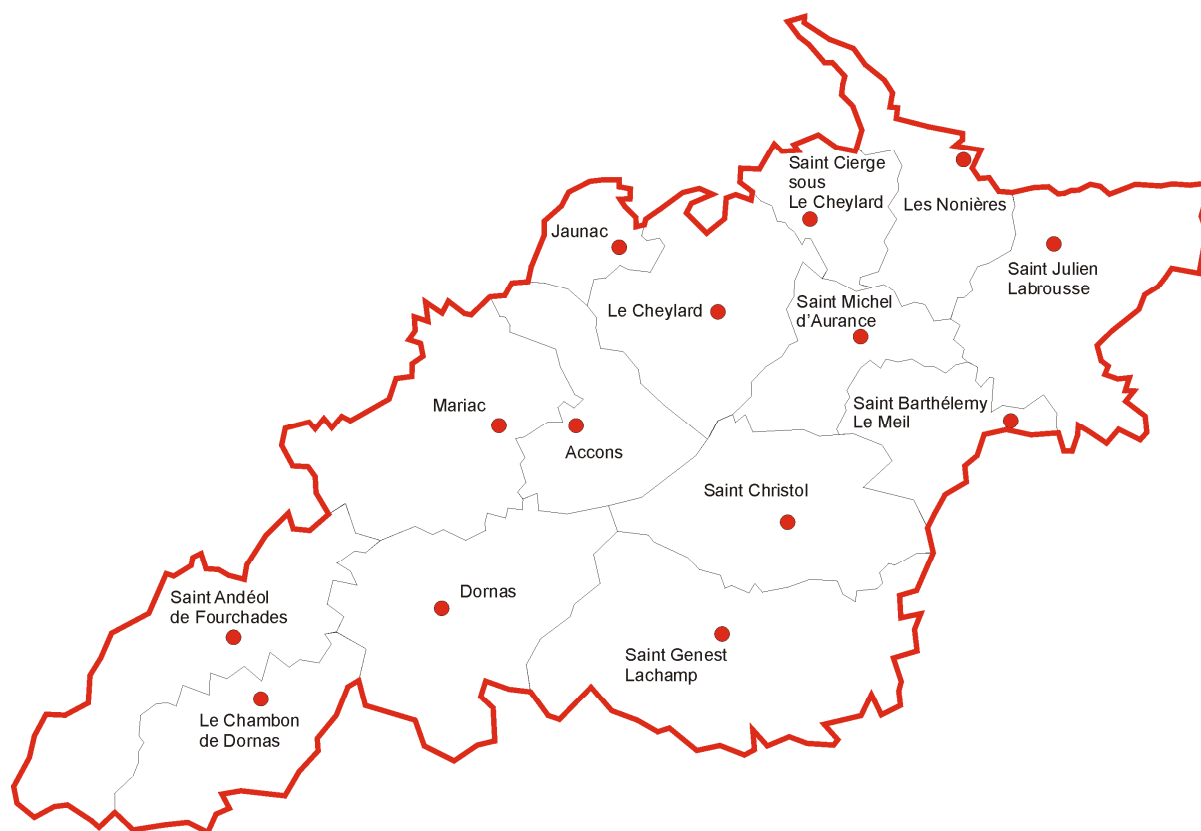 Saint Cierge
sous
Le Cheylard
Les Nonières
Jaunac
Saint Julien
Labrousse
Le Cheylard
Saint Michel
d'Aurance
Mariac
Saint Barthélemy
Le Meil
Accons
Saint Christol
Dornas
Saint Andéol
de Fourchades
Saint Genest
Lachamp
Le Chambon
de Dornas